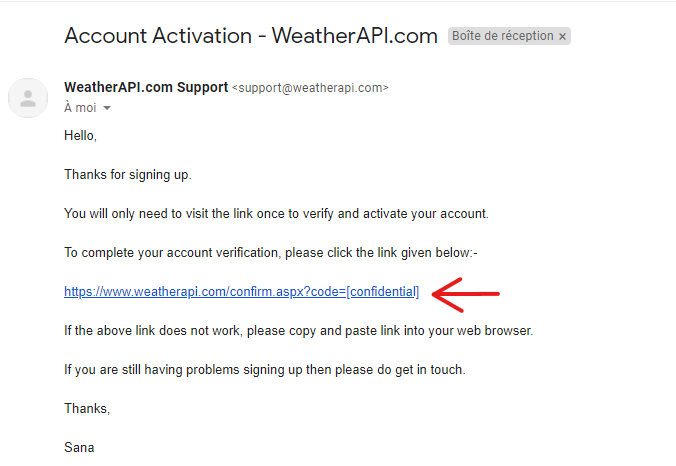 Account Activation - WeatherAPI.com Boîte de réception ×
WeatherAPI.com Support <support@weatherapi.com>
À moi
Hello,
Thanks for signing up.
You will only need to visit the link once to verify and activate your account.
To complete your account verification, please click the link given below:-
https://www.weatherapi.com/confirm.aspx?code=[confidential]
If the above link does not work, please copy and paste link into your web browser.
If you are still having problems signing up then please do get in touch.
Thanks,
Sana